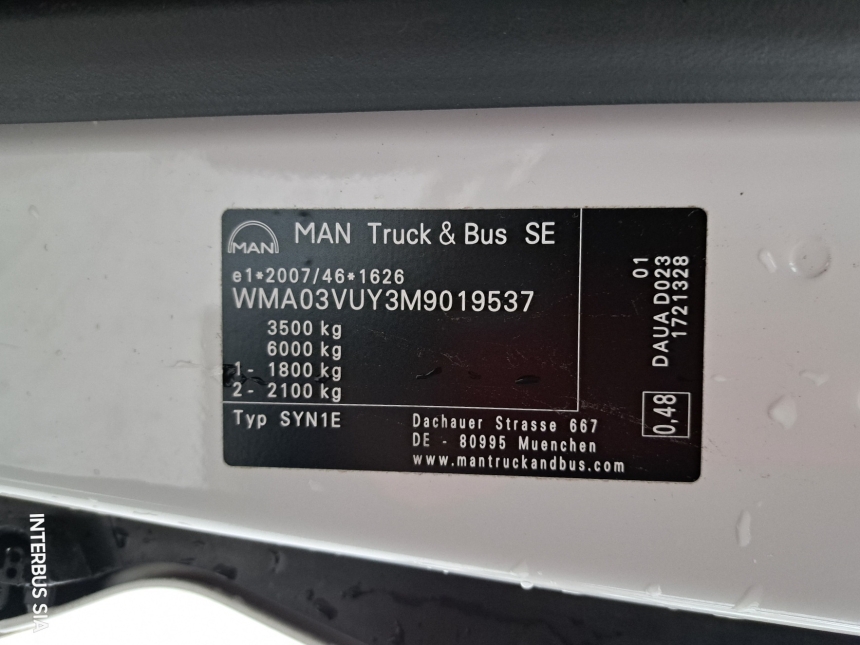 MAN
MAN Truck & Bus SE
e1*2007/46*1626
WMA03VUY3M9019537
3500 kg
6000 kg
1- 1800 kg
2- 2100 kg
Typ SYN1E
Dachauer Strasse 667
DE - 80995 Muenchen
www.mantruckandbus.com
01
DAUA D023
1721328
0,48
INTERBUS SIA